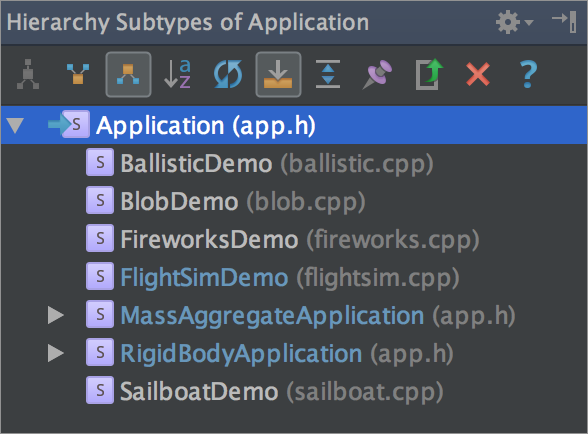 Hierarchy Subtypes of Application
a
z
?
S Application (app.h)
S BallisticDemo (ballistic.cpp)
S BlobDemo (blob.cpp)
S FireworksDemo (fireworks.cpp)
S FlightSimDemo (flightsim.cpp)
S MassAggregateApplication (app.h)
S RigidBodyApplication (app.h)
S SailboatDemo (sailboat.cpp)